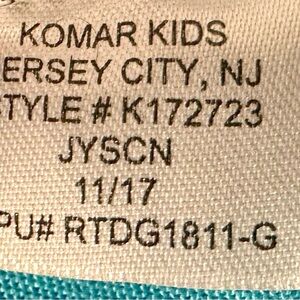 KOMAR KIDS
ERSEY CITY, NJ
TYLE # K172723
JYSCN
11/17
PU# RTDG1811-G